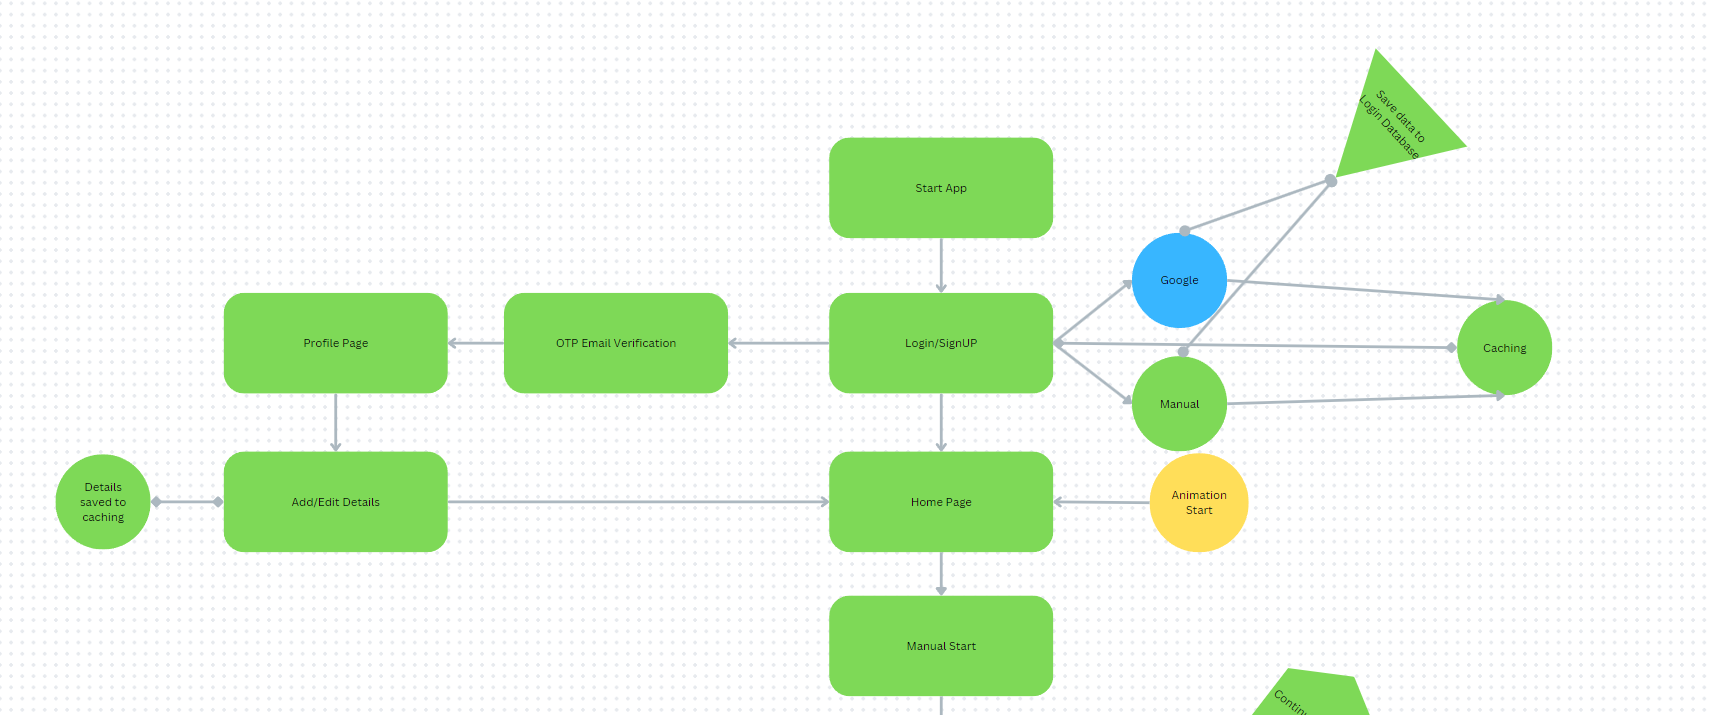 Save data to
Login Database
Start App
Google
Profile Page
OTP Email Verification
Login/SignUP
Caching
Manual
Details
saved to
caching
Add/Edit Details
Home Page
Animation
Start
Manual Start